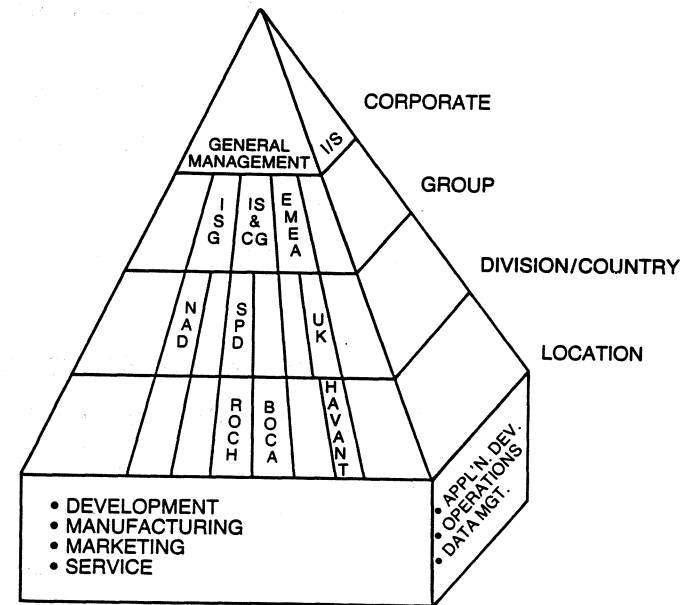 CORPORATE
I/S
GENERAL
MANAGEMENT
GROUP
ISG
IS
&
CG
EMEA
DIVISION/COUNTRY
NAD
SPD
UK
LOCATION
ROCH
BOCA
HAVANT
• DEVELOPMENT
• MANUFACTURING
• MARKETING
• SERVICE
• APPL'N. DEV.
• OPERATIONS
• DATA MGT.